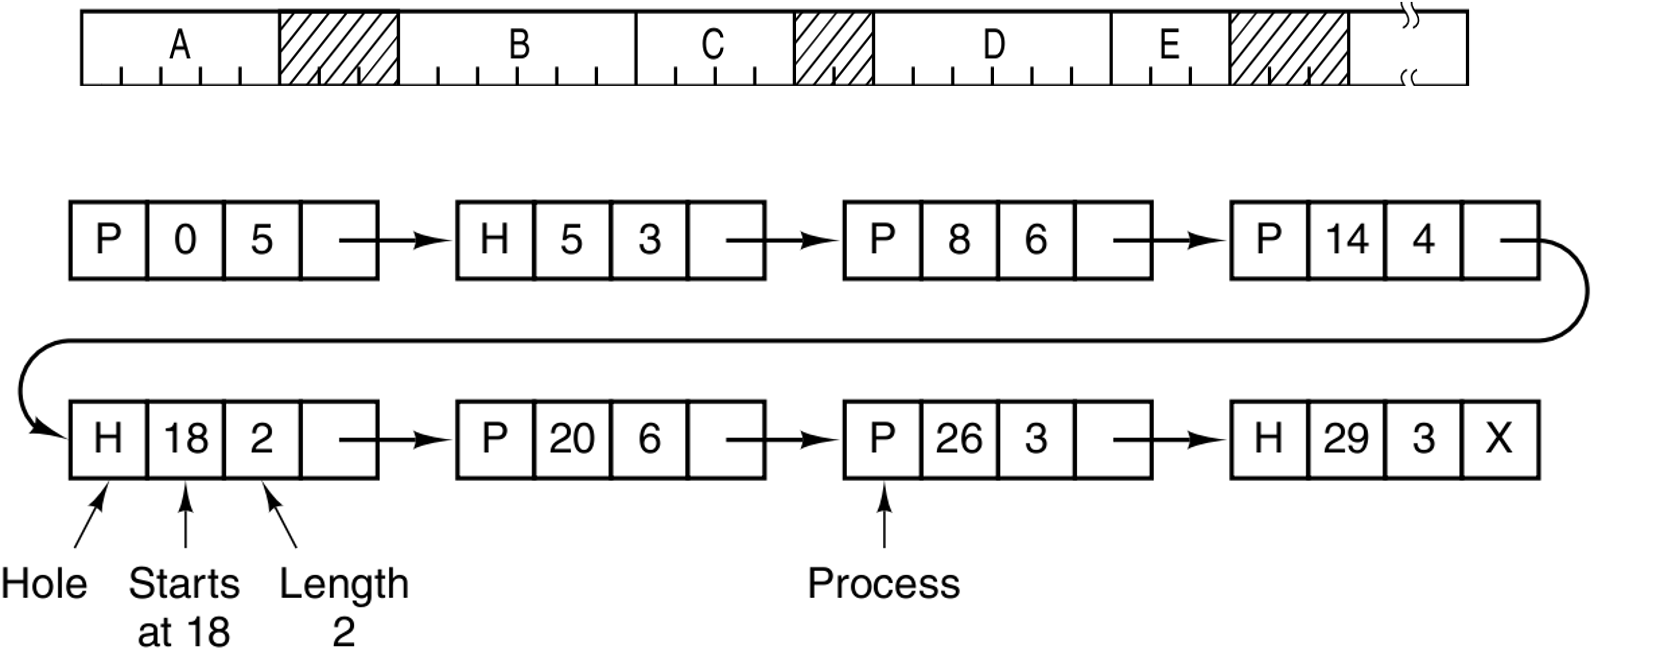 A B C D E
P 0 5 H 5 3 P 8 6 P 14 4
H 18 2 P 20 6 P 26 3 H 29 3 X
Hole Starts Length Process
at 18 2